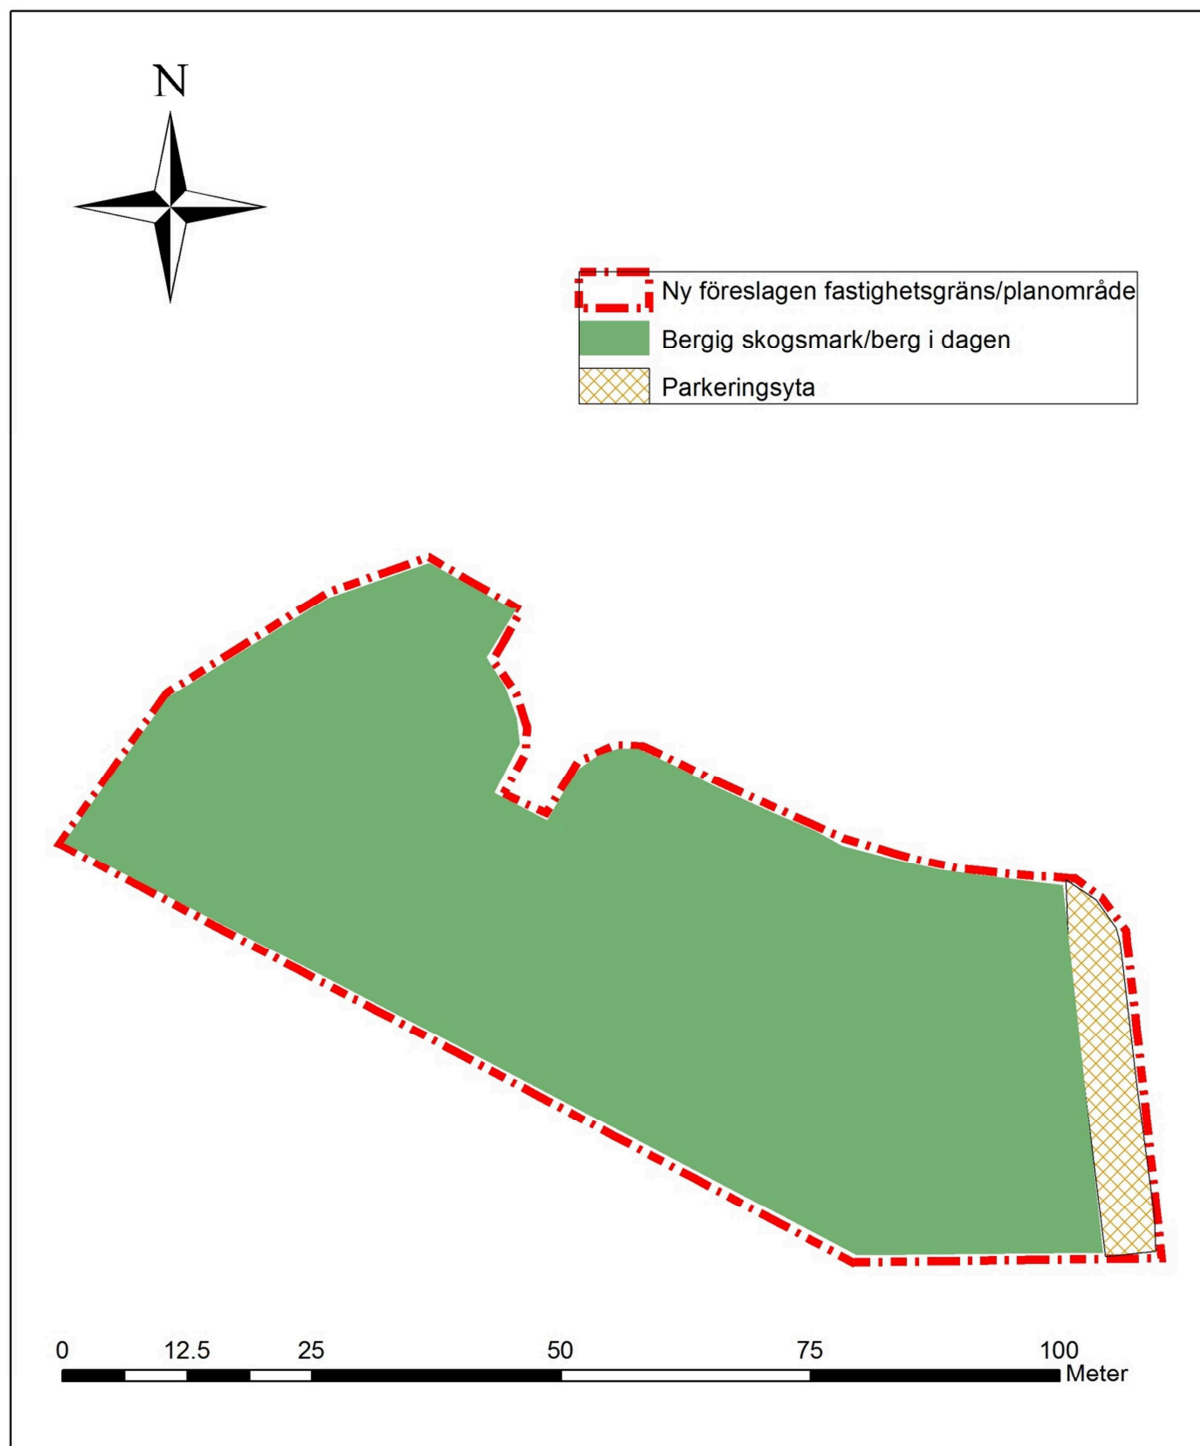 N
Ny föreslagen fastighetsgräns/planområde
Bergig skogsmark/berg i dagen
Parkeringsyta
0 12.5 25 50 75 100
Meter